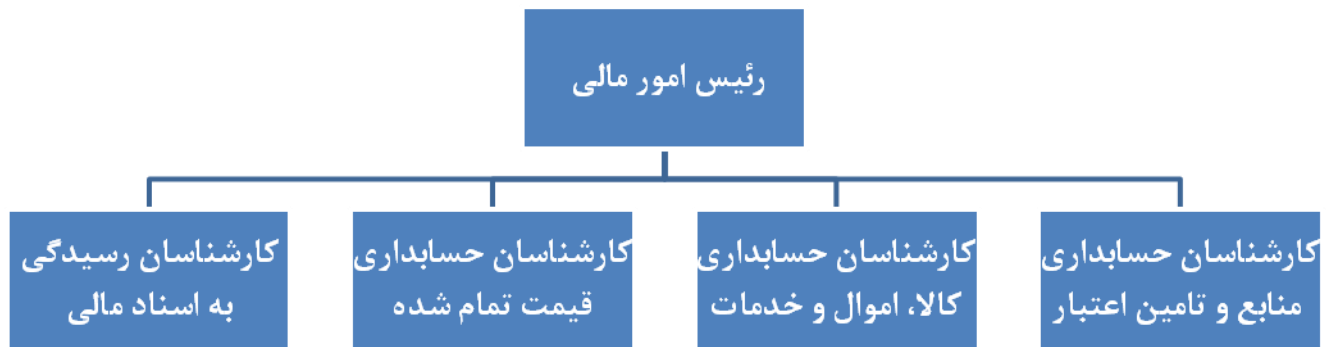 رئیس امور مالی
کارشناسان حسابداری
منابع و تامین اعتبار
کارشناسان حسابداری
کالا، اموال و خدمات
کارشناسان حسابداری
قیمت تمام شده
کارشناسان رسیدگی
به اسناد مالی